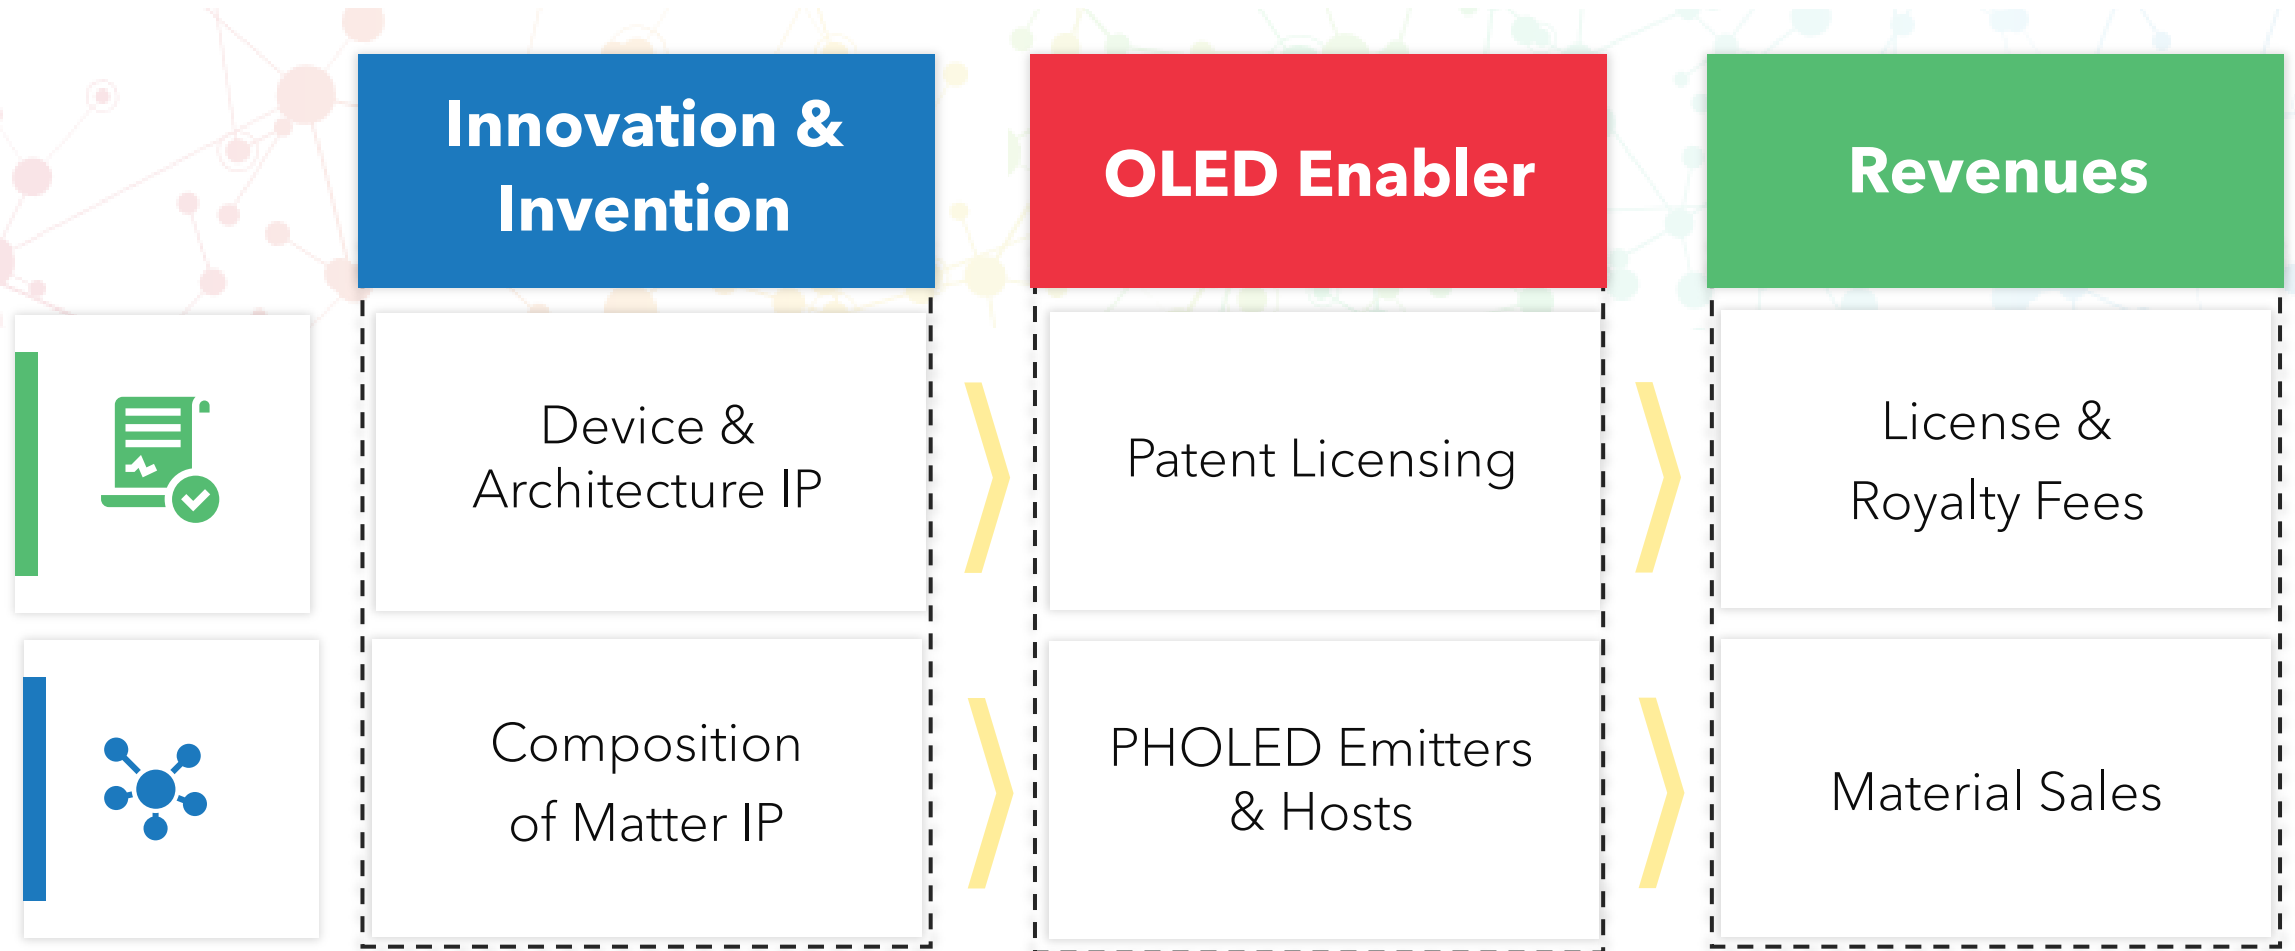 Innovation &
Invention
OLED Enabler
Revenues
Device &
Architecture IP
Patent Licensing
License &
Royalty Fees
Composition
of Matter IP
PHOLED Emitters
& Hosts
Material Sales